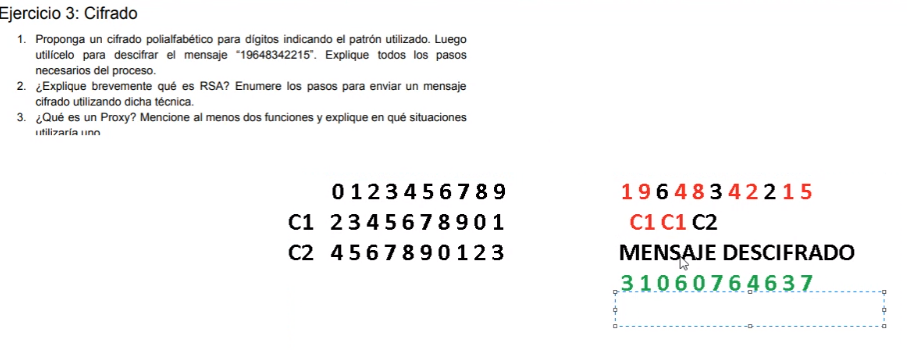 Ejercicio 3: Cifrado
1. Proponga un cifrado polialfabético para dígitos indicando el patrón utilizado. Luego
utilícelo para descifrar el mensaje "19648342215". Explique todos los pasos
necesarios del proceso.
2. ¿Explique brevemente qué es RSA? Enumere los pasos para enviar un mensaje
cifrado utilizando dicha técnica.
3. ¿Qué es un Proxy? Mencione al menos dos funciones y explique en qué situaciones
utilizaría uno
0 1 2 3 4 5 6 7 8 9
C1 2 3 4 5 6 7 8 9 0 1
C2 4 5 6 7 8 9 0 1 2 3
1 9 6 4 8 3 4 2 2 1 5
C1 C1 C2
MENSAJE DESCIFRADO
3 1 0 6 0 7 6 4 6 3 7